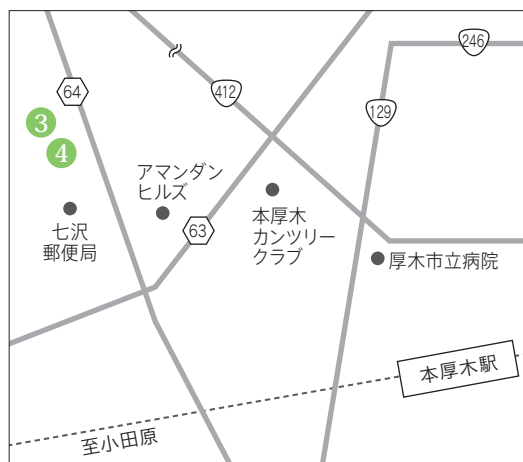 246
64
412
129
3
4
アマンダン
ヒルズ
本厚木
カンツリー
クラブ
七沢
郵便局
63
厚木市立病院
本厚木駅
至小田原